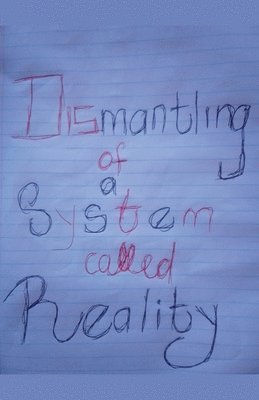 Dismantling
of
a
System
called
Reality